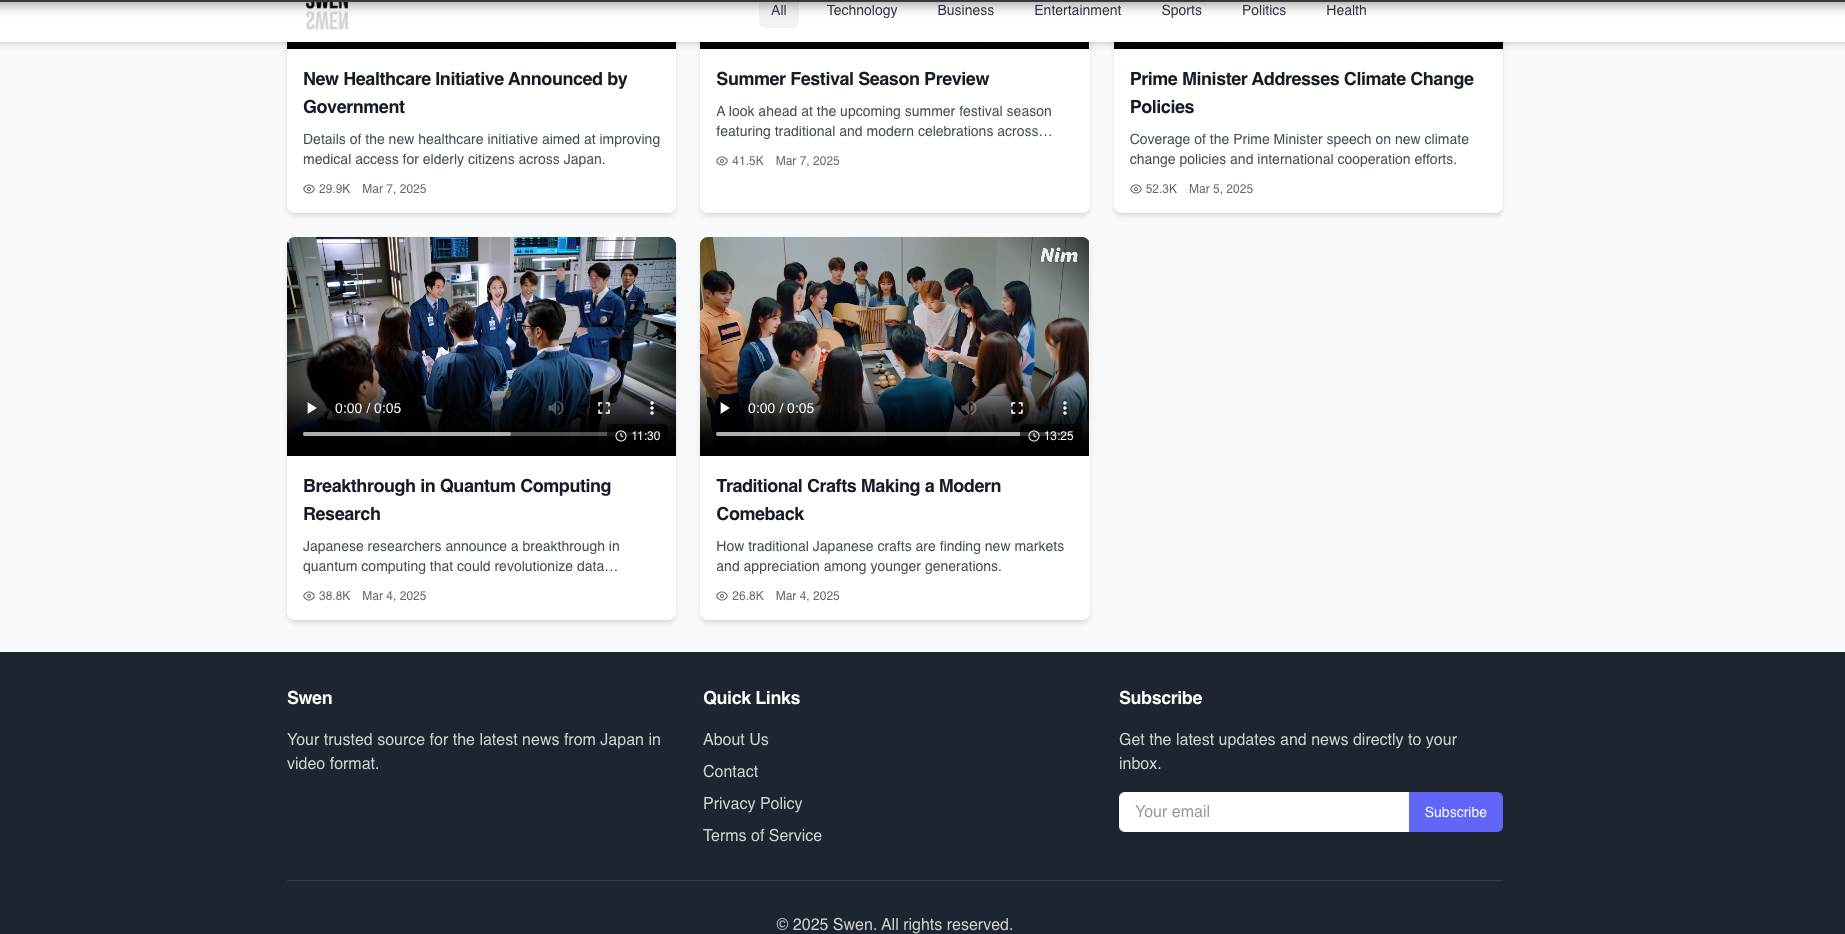 SWEN
All
Technology
Business
Entertainment
Sports
Politics
Health
New Healthcare Initiative Announced by
Government
Details of the new healthcare initiative aimed at improving
medical access for elderly citizens across Japan.
29.9K Mar 7, 2025
Summer Festival Season Preview
A look ahead at the upcoming summer festival season
featuring traditional and modern celebrations across...
41.5K Mar 7, 2025
Prime Minister Addresses Climate Change
Policies
Coverage of the Prime Minister speech on new climate
change policies and international cooperation efforts.
52.3K Mar 5, 2025
0:00 / 0:05
11:30
Breakthrough in Quantum Computing
Research
Japanese researchers announce a breakthrough in
quantum computing that could revolutionize data...
38.8K Mar 4, 2025
Nim
0:00 / 0:05
13:25
Traditional Crafts Making a Modern
Comeback
How traditional Japanese crafts are finding new markets
and appreciation among younger generations.
26.8K Mar 4, 2025
Swen
Your trusted source for the latest news from Japan in
video format.
Quick Links
About Us
Contact
Privacy Policy
Terms of Service
Subscribe
Get the latest updates and news directly to your
inbox.
Your email
Subscribe
© 2025 Swen. All rights reserved.